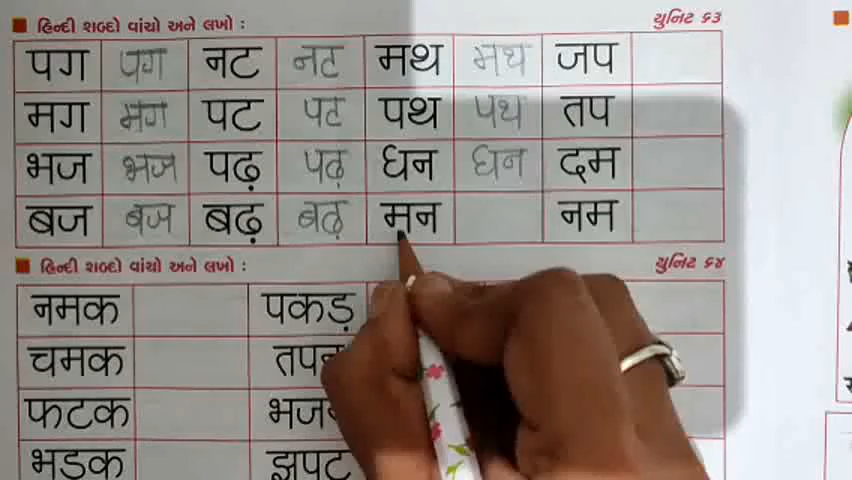 હિન્દી શબ્દો વાંચો અને લખો : યુનિટ ૬૩
पग पग नट नट मथ मथ जप
मग मग पट पट पथ पथ तप
भज भज पढ़ पढ़ धन धन दम
बज बज बढ़ बढ़ मन नम
હિન્દી શબ્દો વાંચો અને લખો : યુનિટ ૬૪
नमक पकड़
चमक
फटक
भड़क झपट